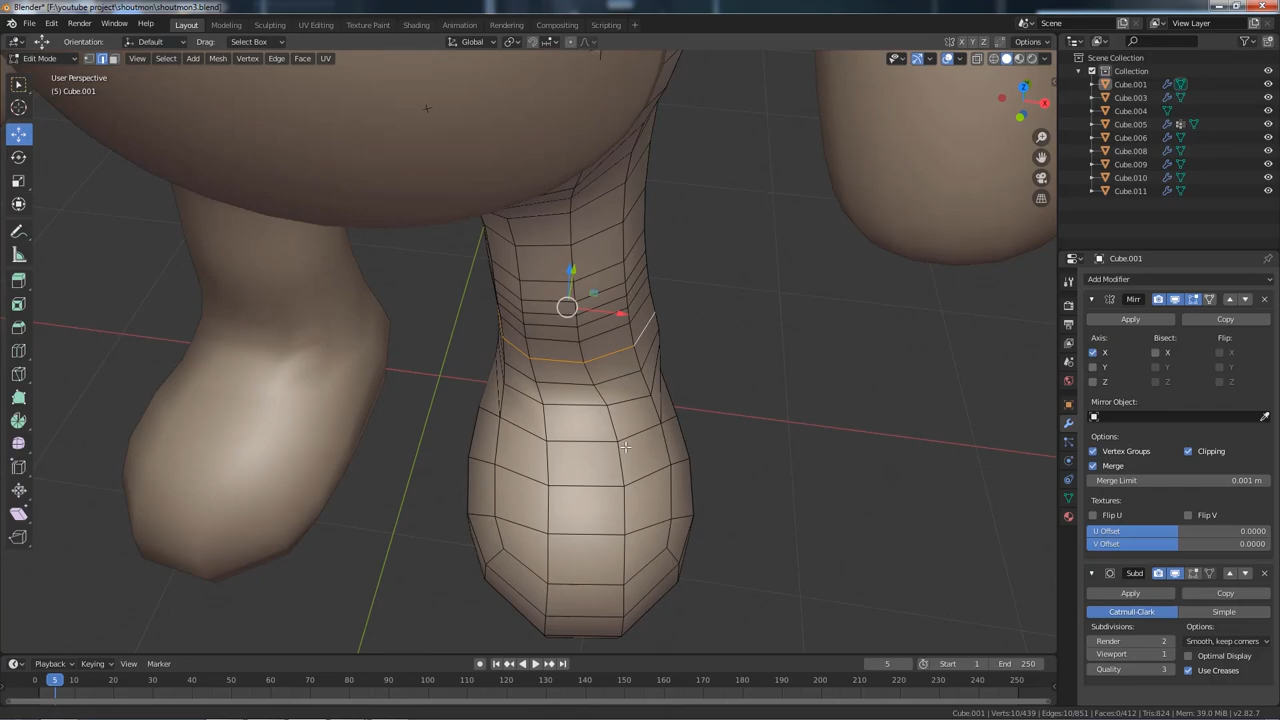 Blender* [F:\youtube project\shoutmon\shoutmon3.blend]
File Edit Render Window Help Layout Modeling Sculpting UV Editing Texture Paint Shading Animation Rendering Compositing Scripting Scene View Layer
Orientation: Default Drag: Select Box Global X Y Z Options
Edit Mode View Select Add Mesh Vertex Edge Face UV
User Perspective
(5) Cube.001
Z
X
Scene Collection
Collection
Cube.001
Cube.003
Cube.004
Cube.005
Cube.006
Cube.008
Cube.009
Cube.010
Cube.011
Cube.001
Add Modifier
Mirr
Apply Copy
Axis: Bisect: Flip:
X X X
Y Y Y
Z Z Z
Mirror Object:
Options:
Vertex Groups Clipping
Merge
Merge Limit 0.001 m
Textures:
Flip U Flip V
U Offset 0.0000
V Offset 0.0000
Subd
Apply Copy
Catmull-Clark Simple
Subdivisions: Options:
Render 2 Smooth, keep corners
Viewport 1 Optimal Display
Quality 3 Use Creases
Playback Keying View Marker 5 Start 1 End 250
0 5 10 20 30 40 50 60 70 80 90 100 110 120 130 140 150 160 170 180 190 200 210 220 230 240 250
Cube.001 | Verts:10/439 | Edges:10/851 | Faces:0/412 | Tris:824 | Mem: 39.0 MiB | v2.82.7